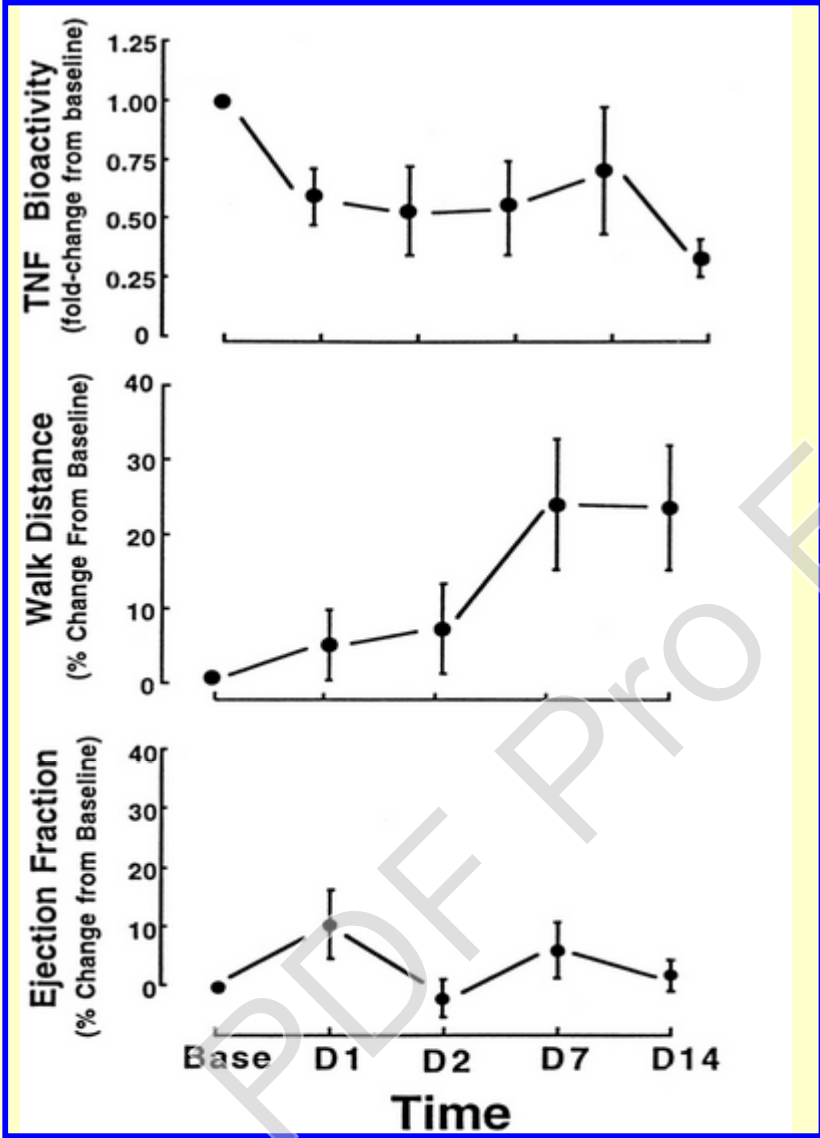 TNF Bioactivity
(fold-change from baseline)
1.25
1.00
0.75
0.50
0.25
0
Walk Distance
(% Change From Baseline)
40
30
20
10
0
Ejection Fraction
(% Change from Baseline)
40
30
20
10
0
Base D1 D2 D7 D14
Time
PDF Pro